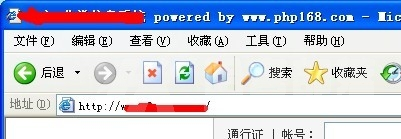 powered by www.php168.com - Mic
文件(F) 编辑(E) 查看(V) 收藏(A) 工具(T) 帮助(H)
后退 搜索 收藏夹
地址(D) http://w /
通行证 | 帐号: